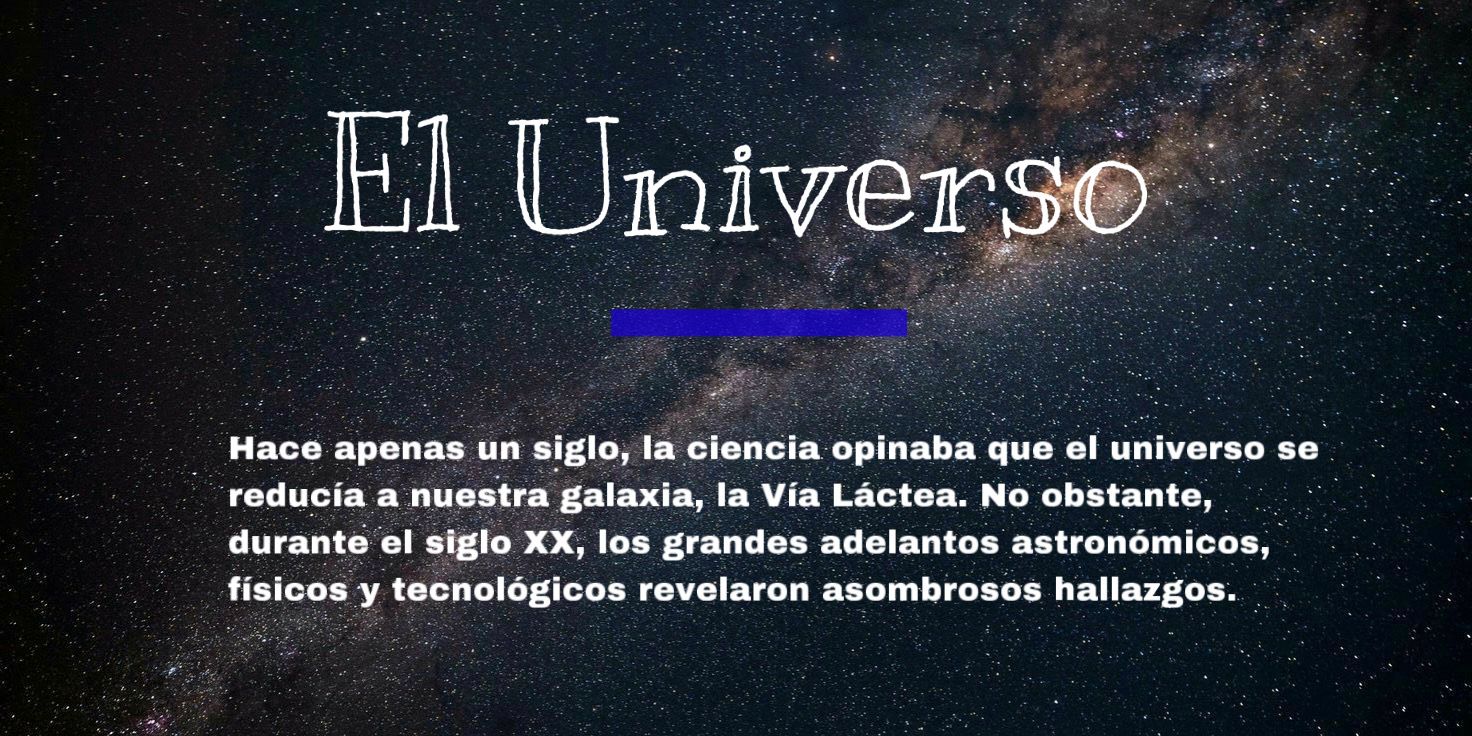 El Universo
Hace apenas un siglo, la ciencia opinaba que el universo se
reducía a nuestra galaxia, la Vía Láctea. No obstante,
durante el siglo XX, los grandes adelantos astronómicos,
físicos y tecnológicos revelaron asombrosos hallazgos.